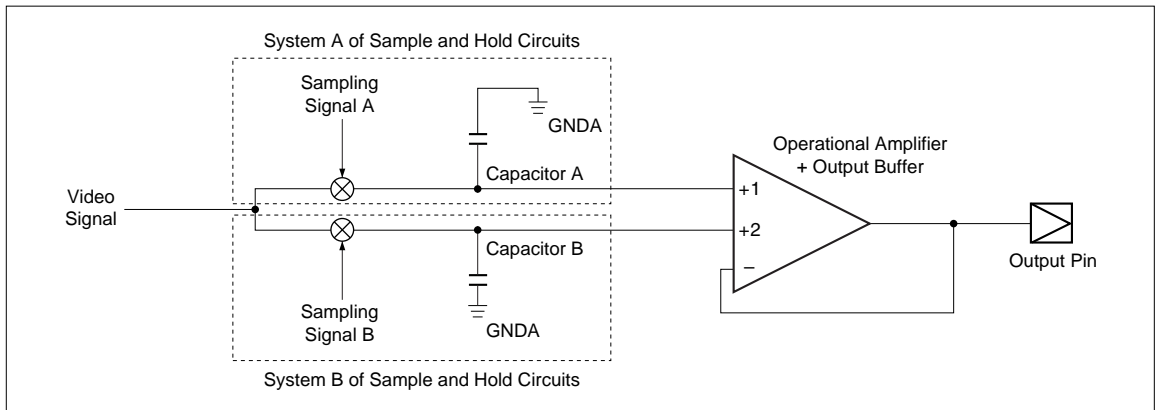 System A of Sample and Hold Circuits
Sampling
Signal A
GNDA
Capacitor A
Operational Amplifier
+ Output Buffer
Video
Signal
+1
+2
−
Capacitor B
Output Pin
Sampling
Signal B
GNDA
System B of Sample and Hold Circuits